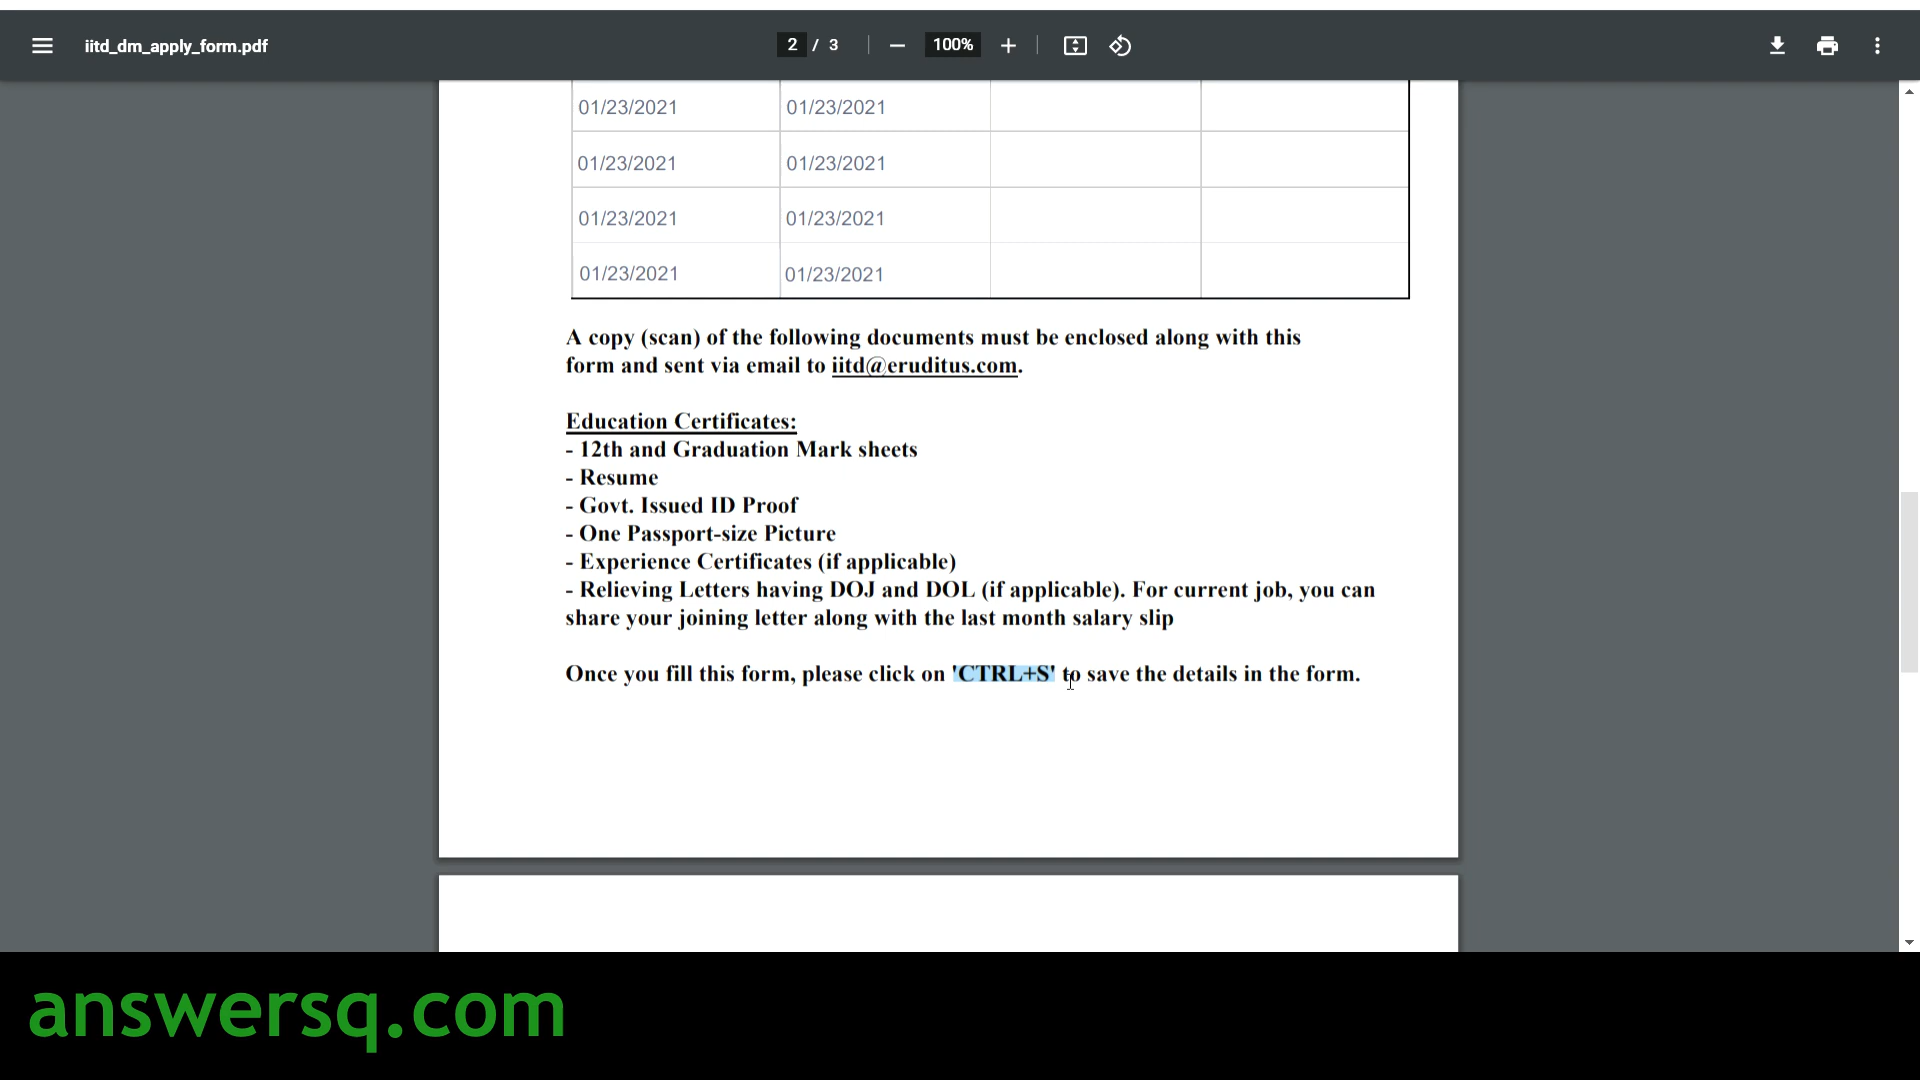 iitd_dm_apply_form.pdf 2 / 3 100%
01/23/2021 01/23/2021
01/23/2021 01/23/2021
01/23/2021 01/23/2021
01/23/2021 01/23/2021
A copy (scan) of the following documents must be enclosed along with this
form and sent via email to iitd@eruditus.com.
Education Certificates:
- 12th and Graduation Mark sheets
- Resume
- Govt. Issued ID Proof
- One Passport-size Picture
- Experience Certificates (if applicable)
- Relieving Letters having DOJ and DOL (if applicable). For current job, you can
share your joining letter along with the last month salary slip
Once you fill this form, please click on 'CTRL+S' to save the details in the form.
answersq.com